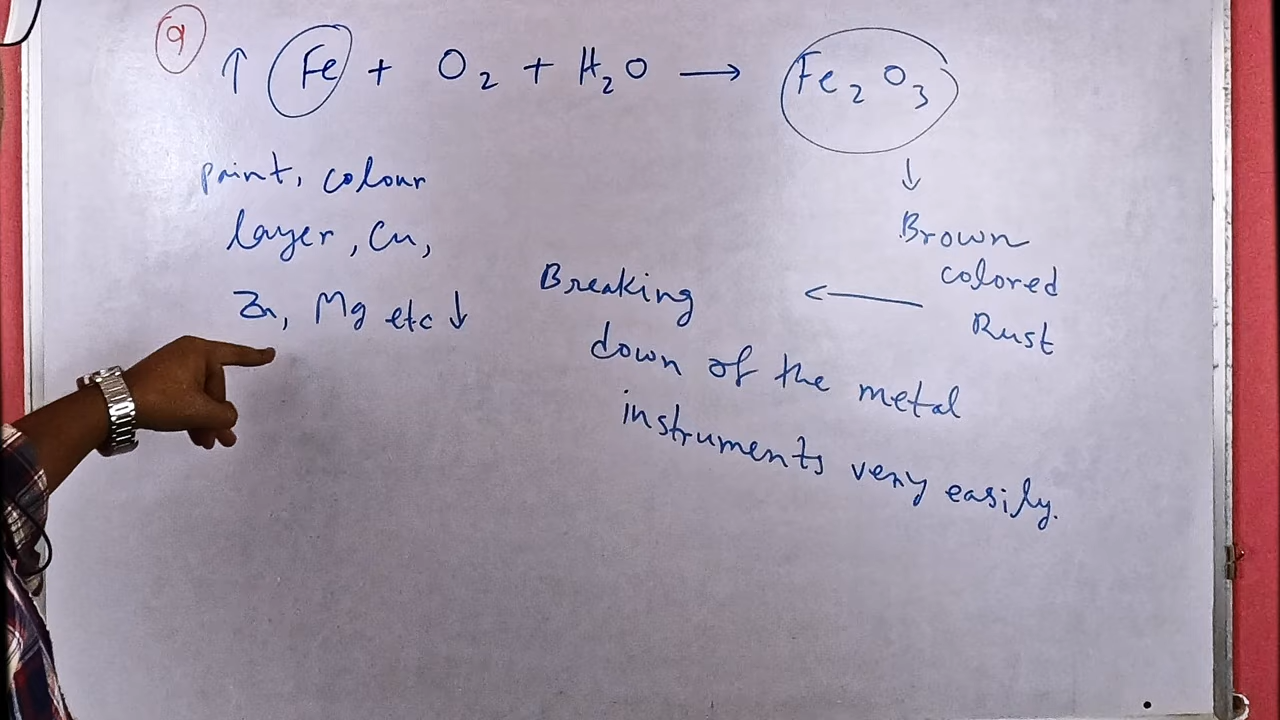 9
↑ Fe + O₂ + H₂O → Fe₂O₃
paint, colour
layer, Cu,
Zn, Mg etc ↓
↓
Brown
colored
Rust
←
Breaking
down of the metal
instruments very easily.